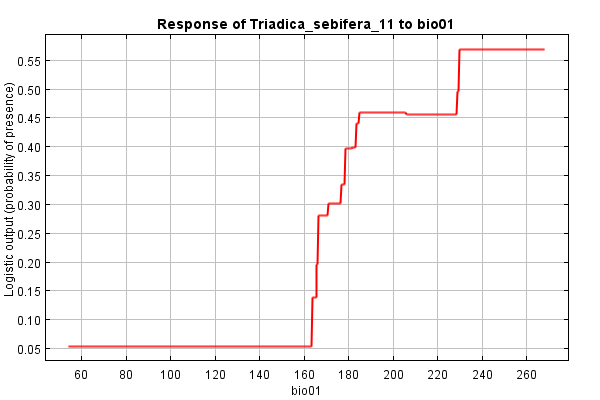 Response of Triadica_sebifera_11 to bio01
Logistic output (probability of presence)
0.55
0.50
0.45
0.40
0.35
0.30
0.25
0.20
0.15
0.10
0.05
60 80 100 120 140 160 180 200 220 240 260
bio01